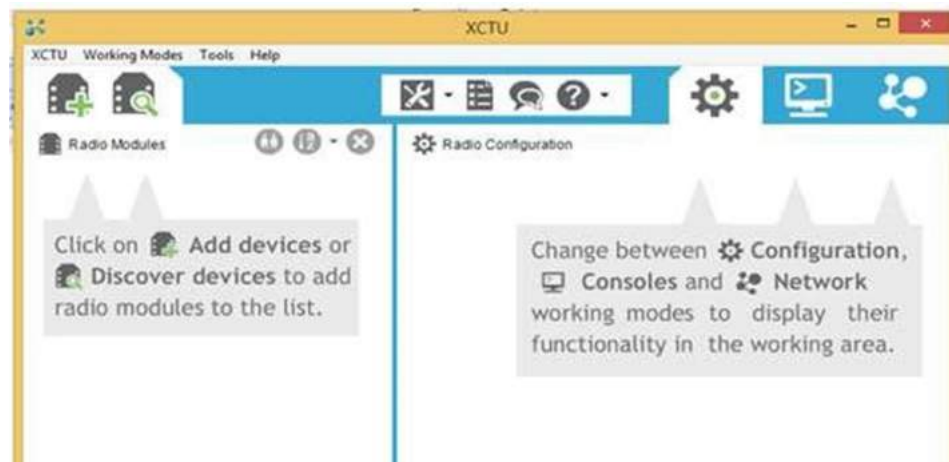 XCTU
XCTU Working Modes Tools Help
Radio Modules
Radio Configuration
Click on Add devices or
Discover devices to add
radio modules to the list.
Change between Configuration,
Consoles and Network
working modes to display their
functionality in the working area.